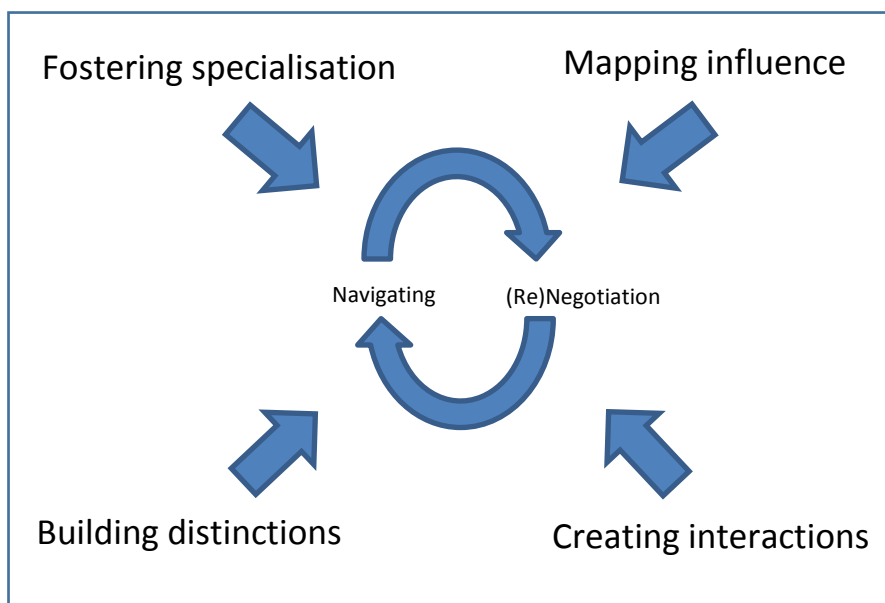 Fostering specialisation
Mapping influence
Navigating
(Re)Negotiation
Building distinctions
Creating interactions